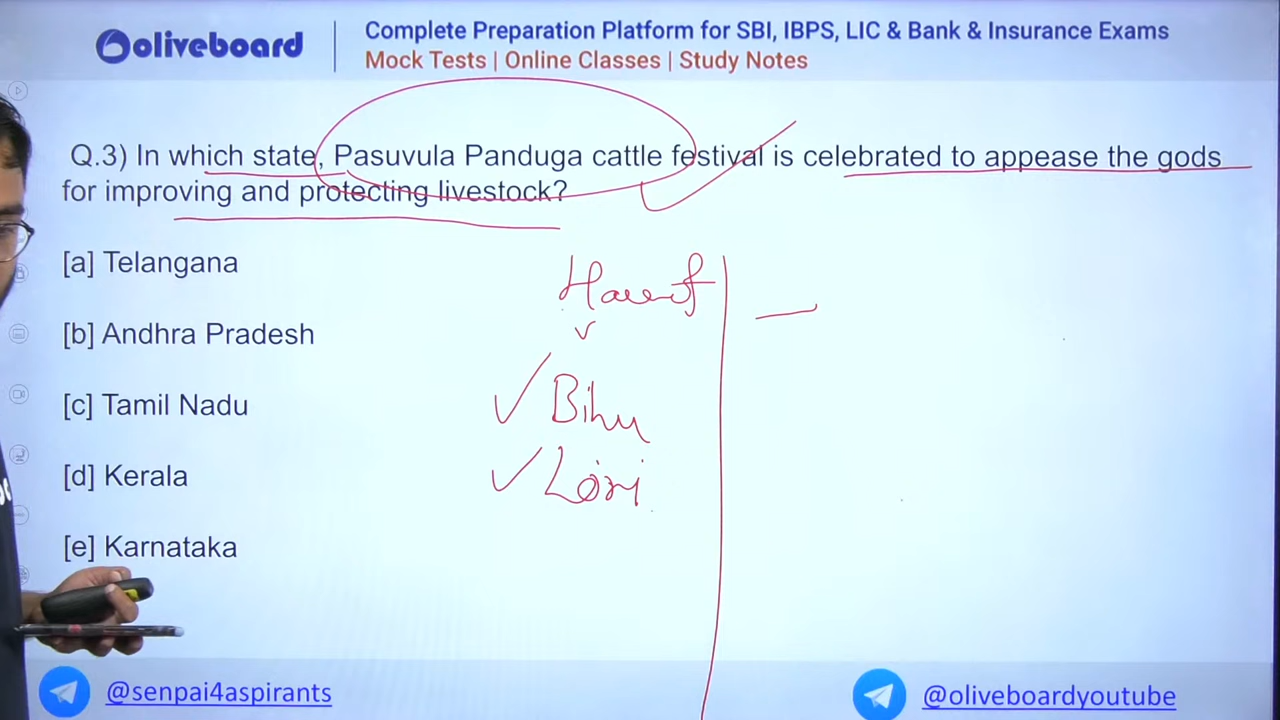 oliveboard
Complete Preparation Platform for SBI, IBPS, LIC & Bank & Insurance Exams
Mock Tests | Online Classes | Study Notes
Q.3) In which state, Pasuvula Panduga cattle festival is celebrated to appease the gods
for improving and protecting livestock?
[a] Telangana
[b] Andhra Pradesh
[c] Tamil Nadu
[d] Kerala
[e] Karnataka
Bihu
@senpai4aspirants
@oliveboardyoutube